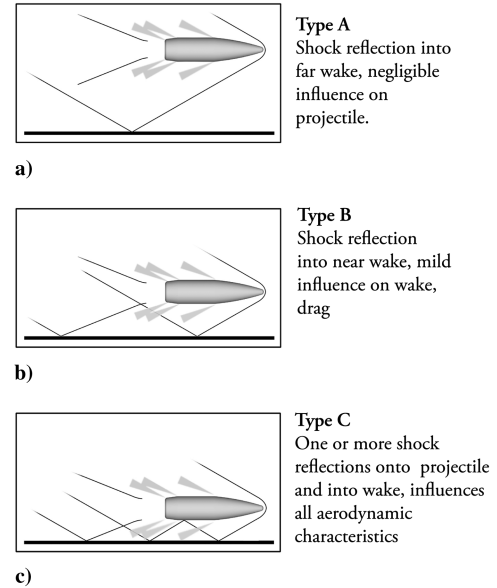 Type A
Shock reflection into
far wake, negligible
influence on
projectile.
a)
Type B
Shock reflection
into near wake, mild
influence on wake,
drag
b)
Type C
One or more shock
reflections onto projectile
and into wake, influences
all aerodynamic
characteristics
c)